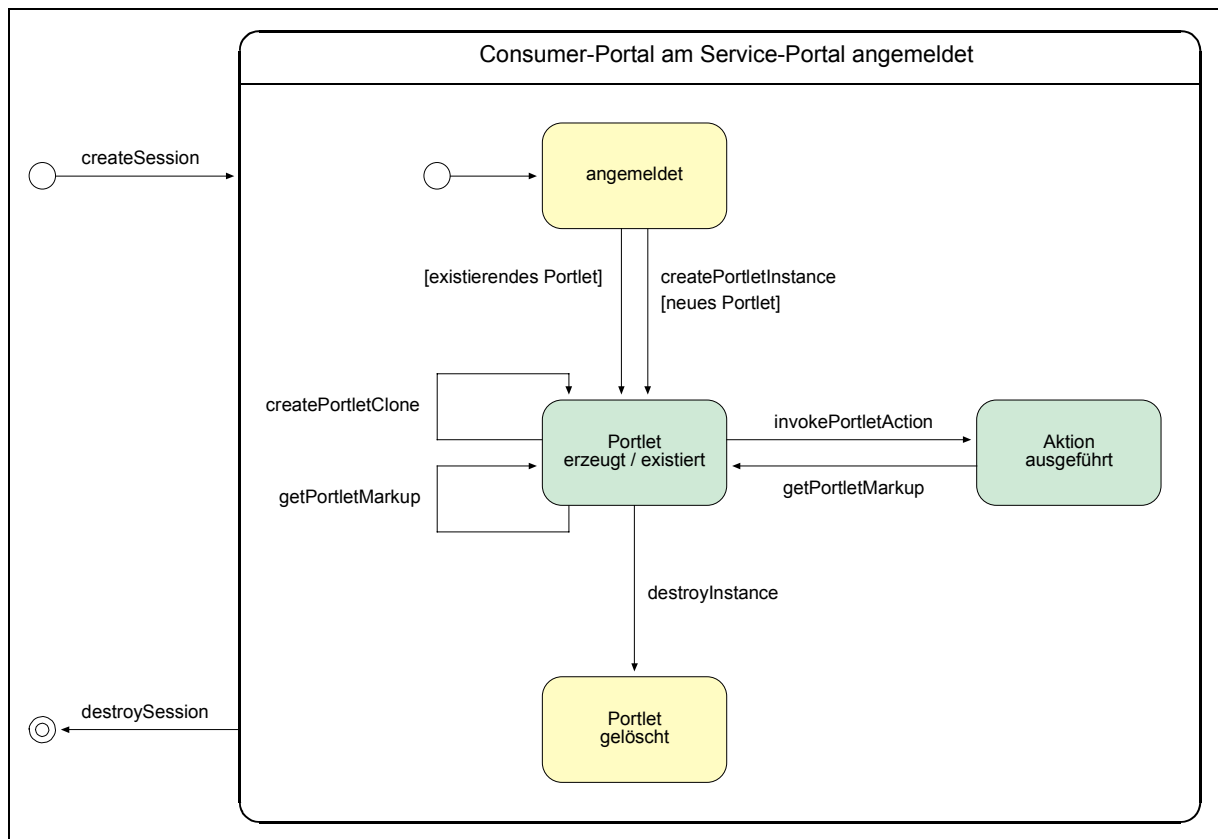 Consumer-Portal am Service-Portal angemeldet
createSession
angemeldet
[existierendes Portlet]
createPortletInstance
[neues Portlet]
createPortletClone
Portlet
erzeugt / existiert
invokePortletAction
Aktion
ausgeführt
getPortletMarkup
getPortletMarkup
destroyInstance
destroySession
Portlet
gelöscht